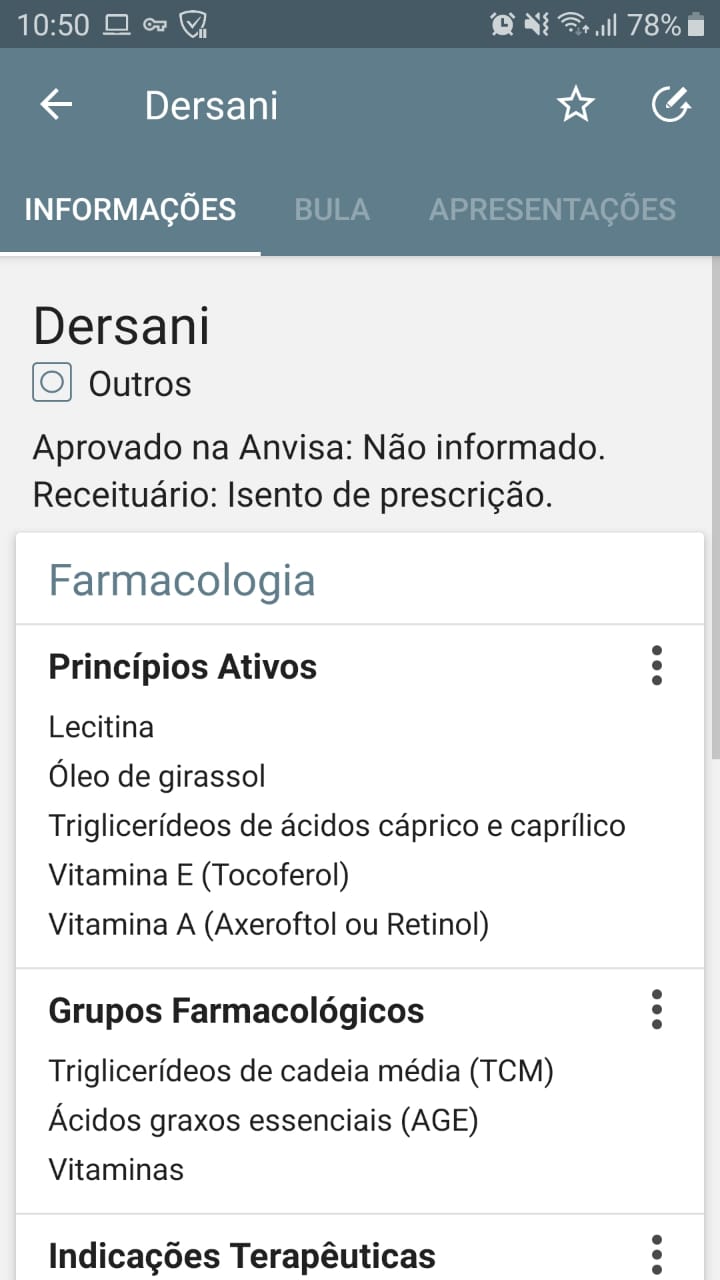 10:50
78%
Dersani
INFORMAÇÕES BULA APRESENTAÇÕES
Dersani
Outros
Aprovado na Anvisa: Não informado.
Receituário: Isento de prescrição.
Farmacologia
Princípios Ativos
Lecitina
Óleo de girassol
Triglicerídeos de ácidos cáprico e caprílico
Vitamina E (Tocoferol)
Vitamina A (Axeroftol ou Retinol)
Grupos Farmacológicos
Triglicerídeos de cadeia média (TCM)
Ácidos graxos essenciais (AGE)
Vitaminas
Indicações Terapêuticas